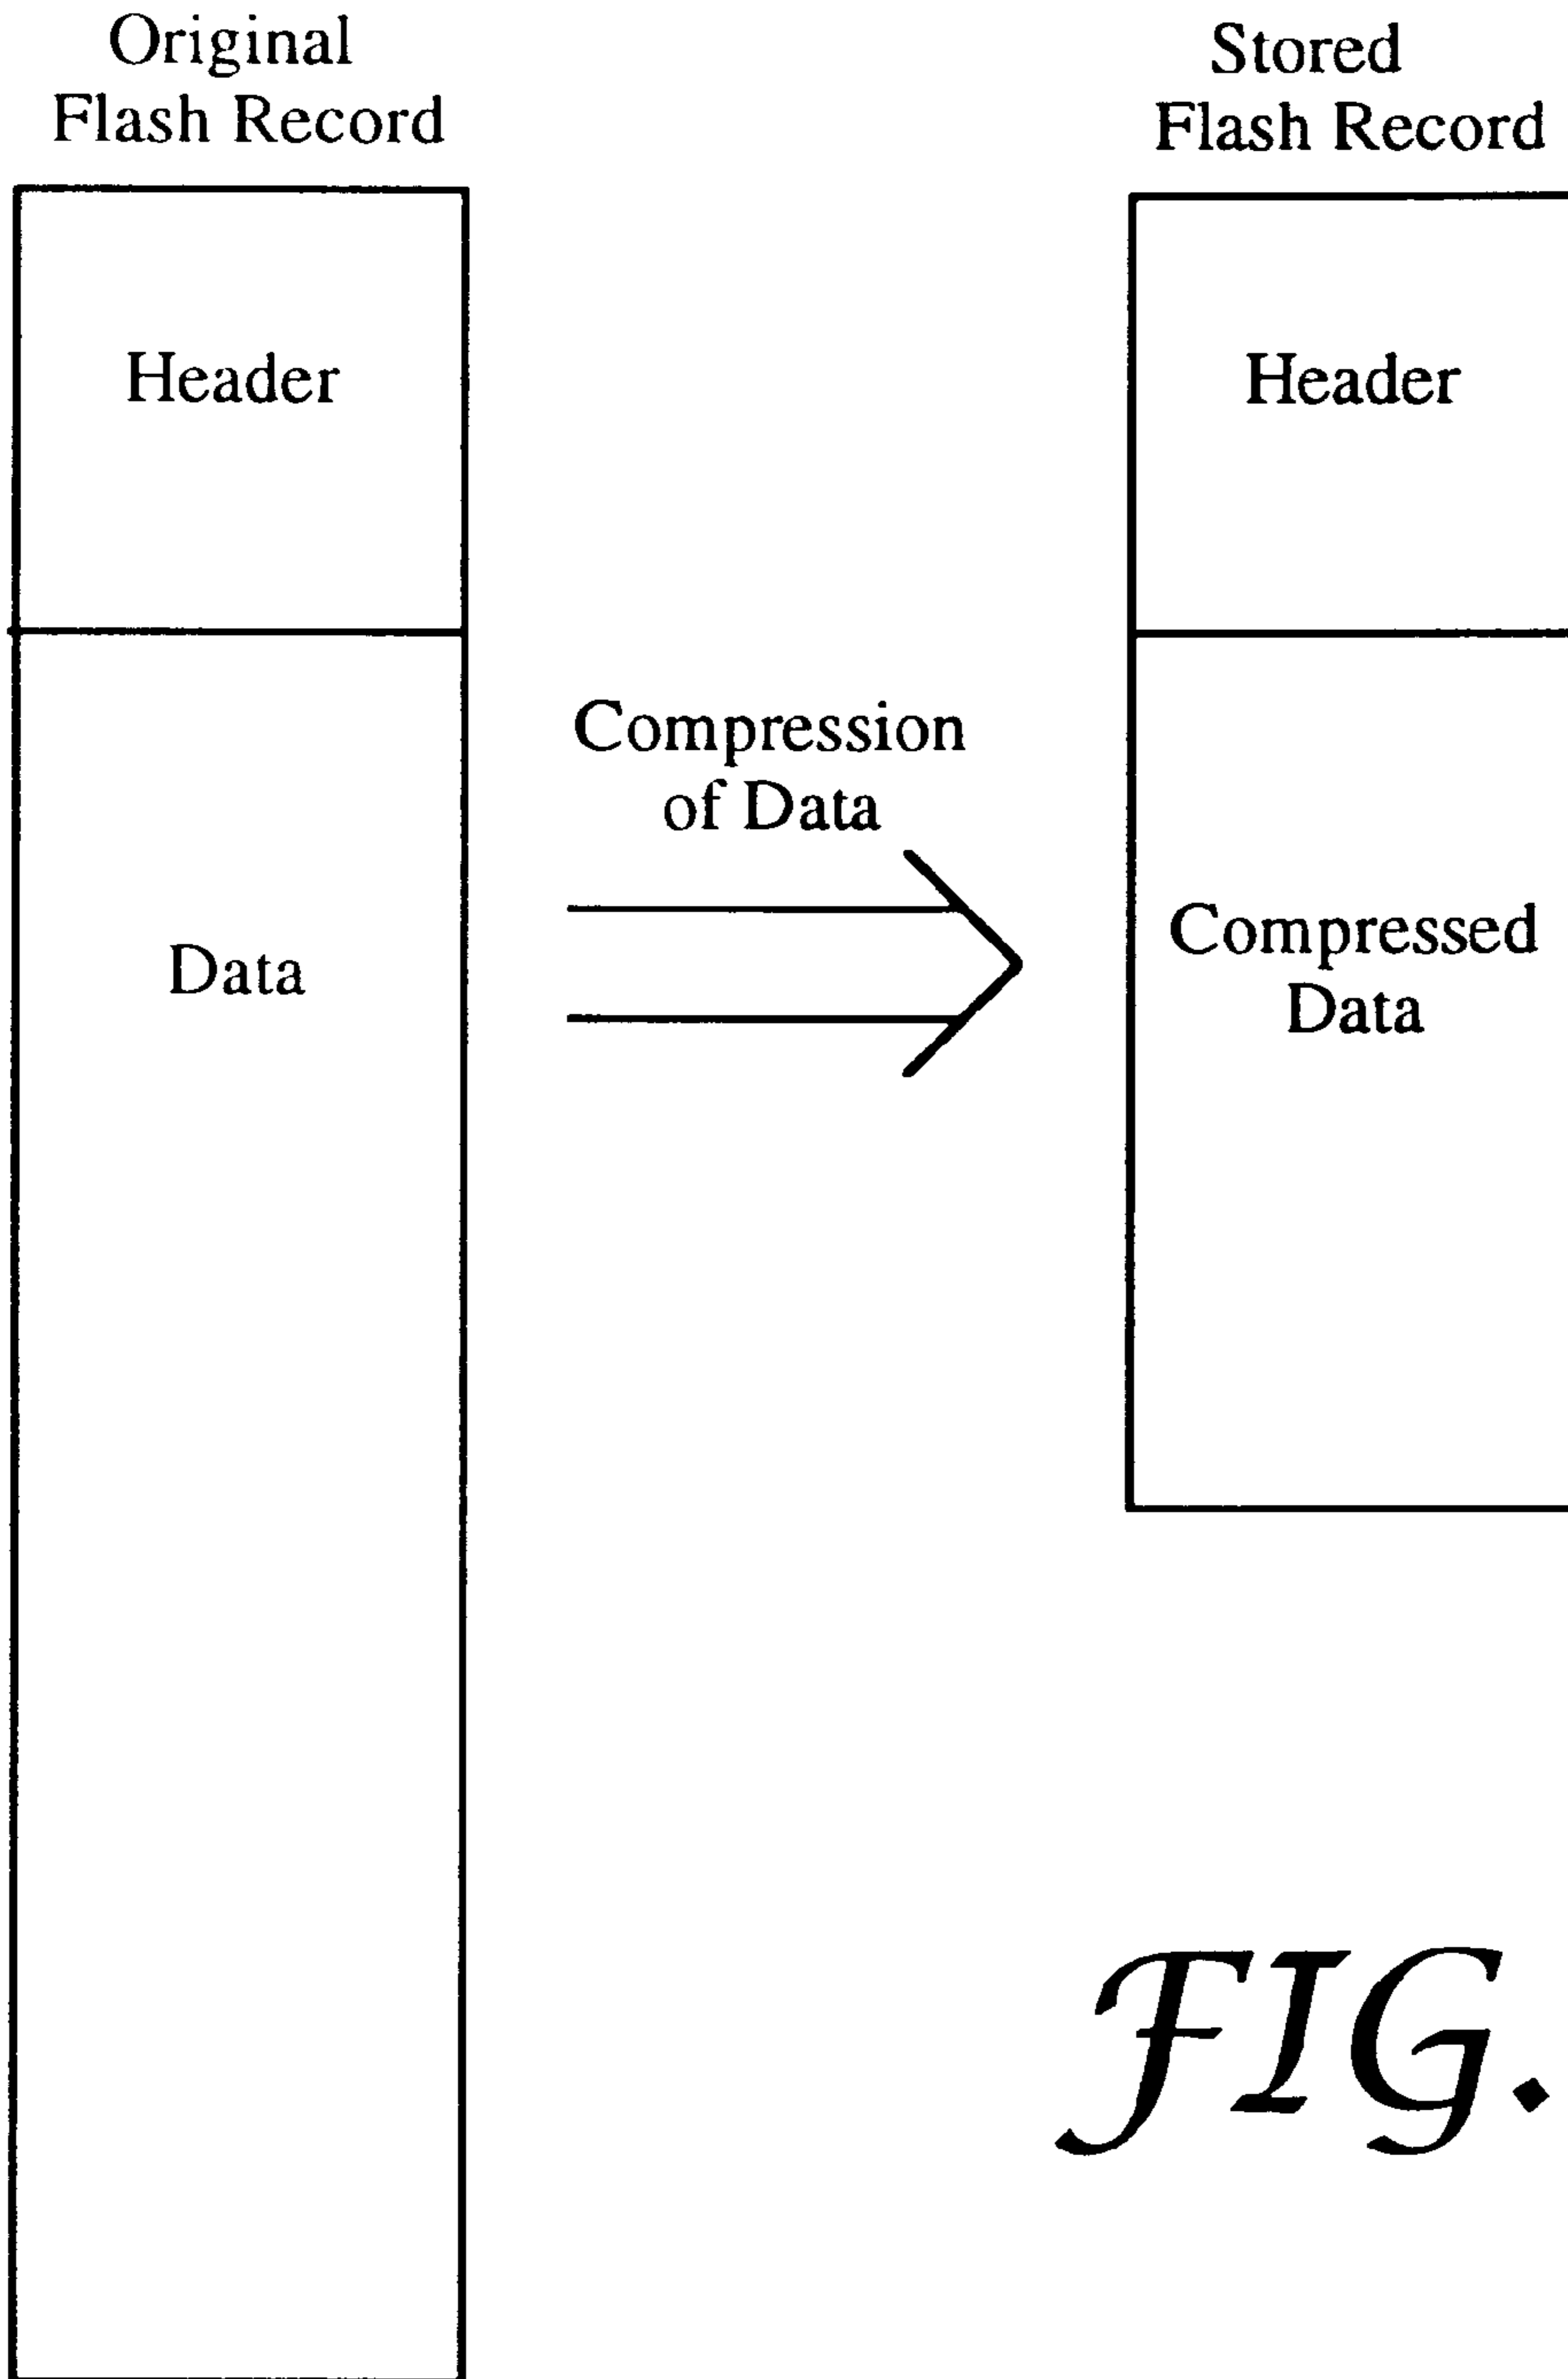 Original
Flash Record
Stored
Flash Record
Header
Header
Compression
of Data
Data
Compressed
Data
FIG.